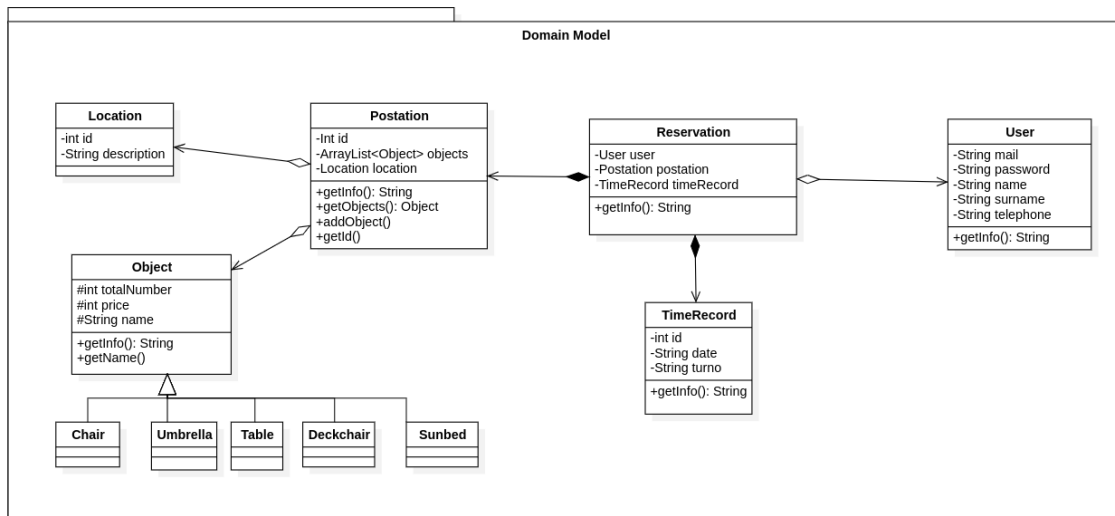 Domain Model
Location
-int id
-String description
Postation
-Int id
-ArrayList<Object> objects
-Location location
+getInfo(): String
+getObjects(): Object
+addObject()
+getId()
Reservation
-User user
-Postation postation
-TimeRecord timeRecord
+getInfo(): String
User
-String mail
-String password
-String name
-String surname
-String telephone
+getInfo(): String
Object
#int totalNumber
#int price
#String name
+getInfo(): String
+getName()
TimeRecord
-int id
-String date
-String turno
+getInfo(): String
Chair
Umbrella
Table
Deckchair
Sunbed